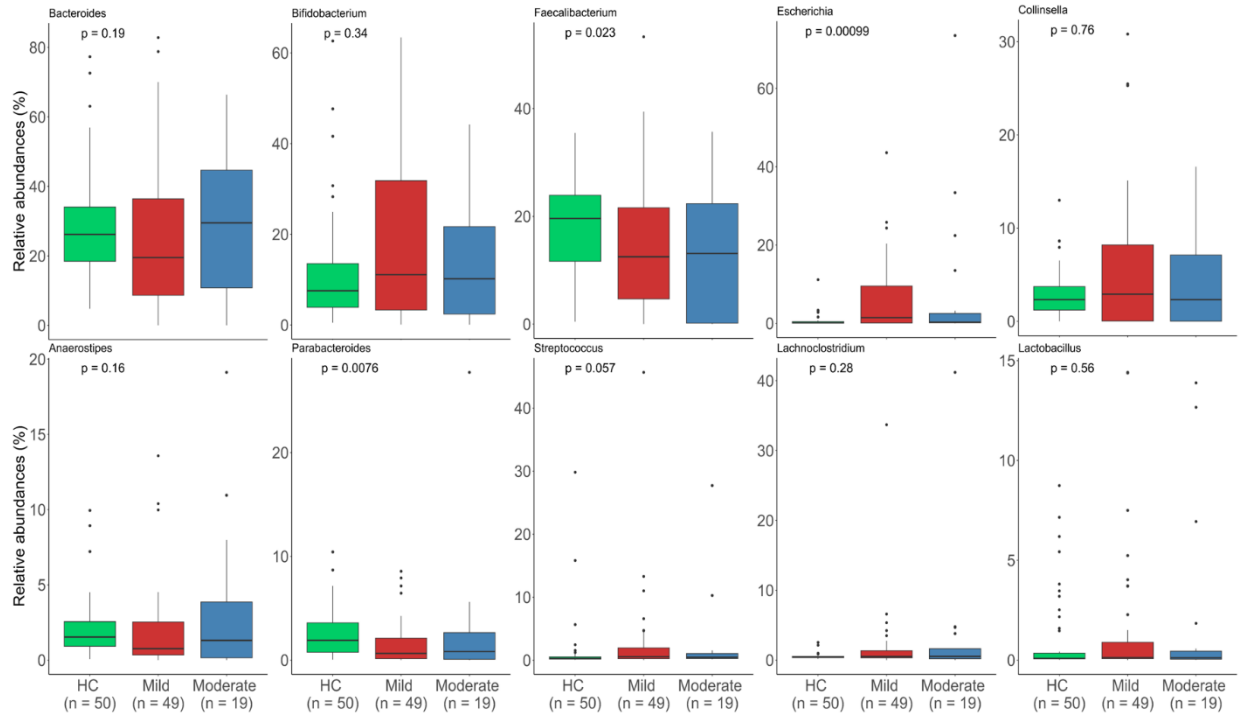 Bacteroides
p = 0.19
Bifidobacterium
p = 0.34
Faecalibacterium
p = 0.023
Escherichia
p = 0.00099
Collinsella
p = 0.76
Relative abundances (%)
80
60
40
20
0
60
40
20
0
40
20
0
60
40
20
0
30
20
10
0
Anaerostipes
p = 0.16
Parabacteroides
p = 0.0076
Streptococcus
p = 0.057
Lachnoclostridium
p = 0.28
Lactobacillus
p = 0.56
Relative abundances (%)
20
15
10
5
0
20
10
0
40
30
20
10
0
40
30
20
10
0
15
10
5
0
HC Mild Moderate
(n = 50) (n = 49) (n = 19)
HC Mild Moderate
(n = 50) (n = 49) (n = 19)
HC Mild Moderate
(n = 50) (n = 49) (n = 19)
HC Mild Moderate
(n = 50) (n = 49) (n = 19)
HC Mild Moderate
(n = 50) (n = 49) (n = 19)